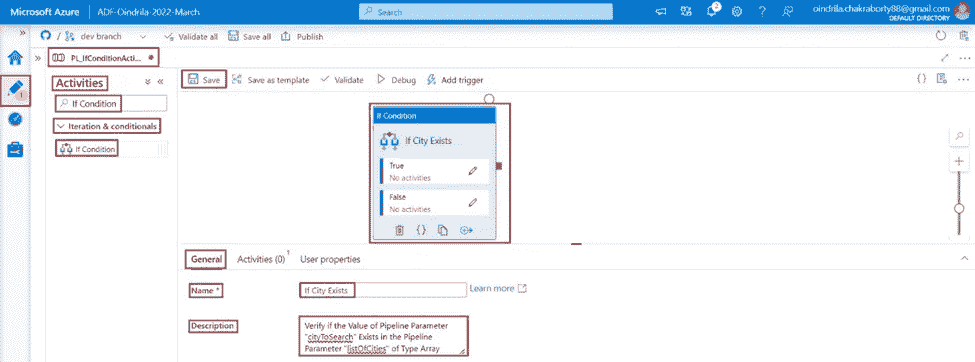 Microsoft Azure
ADF-Oindrila-2022-March
Search
2
oindrila.chakraborty88@gmail.com
DEFAULT DIRECTORY
dev branch
Validate all
Save all
Publish
PL_IfConditionActi...
Activities
If Condition
Iteration & conditionals
If Condition
1
Save
Save as template
Validate
Debug
Add trigger
If Condition
If City Exists
True
No activities
False
No activities
General
Activities (0)
1
User properties
Name *
If City Exists
Learn more
Description
Verify if the Value of Pipeline Parameter
"cityToSearch" Exists in the Pipeline
Parameter "listOfCities" of Type Array